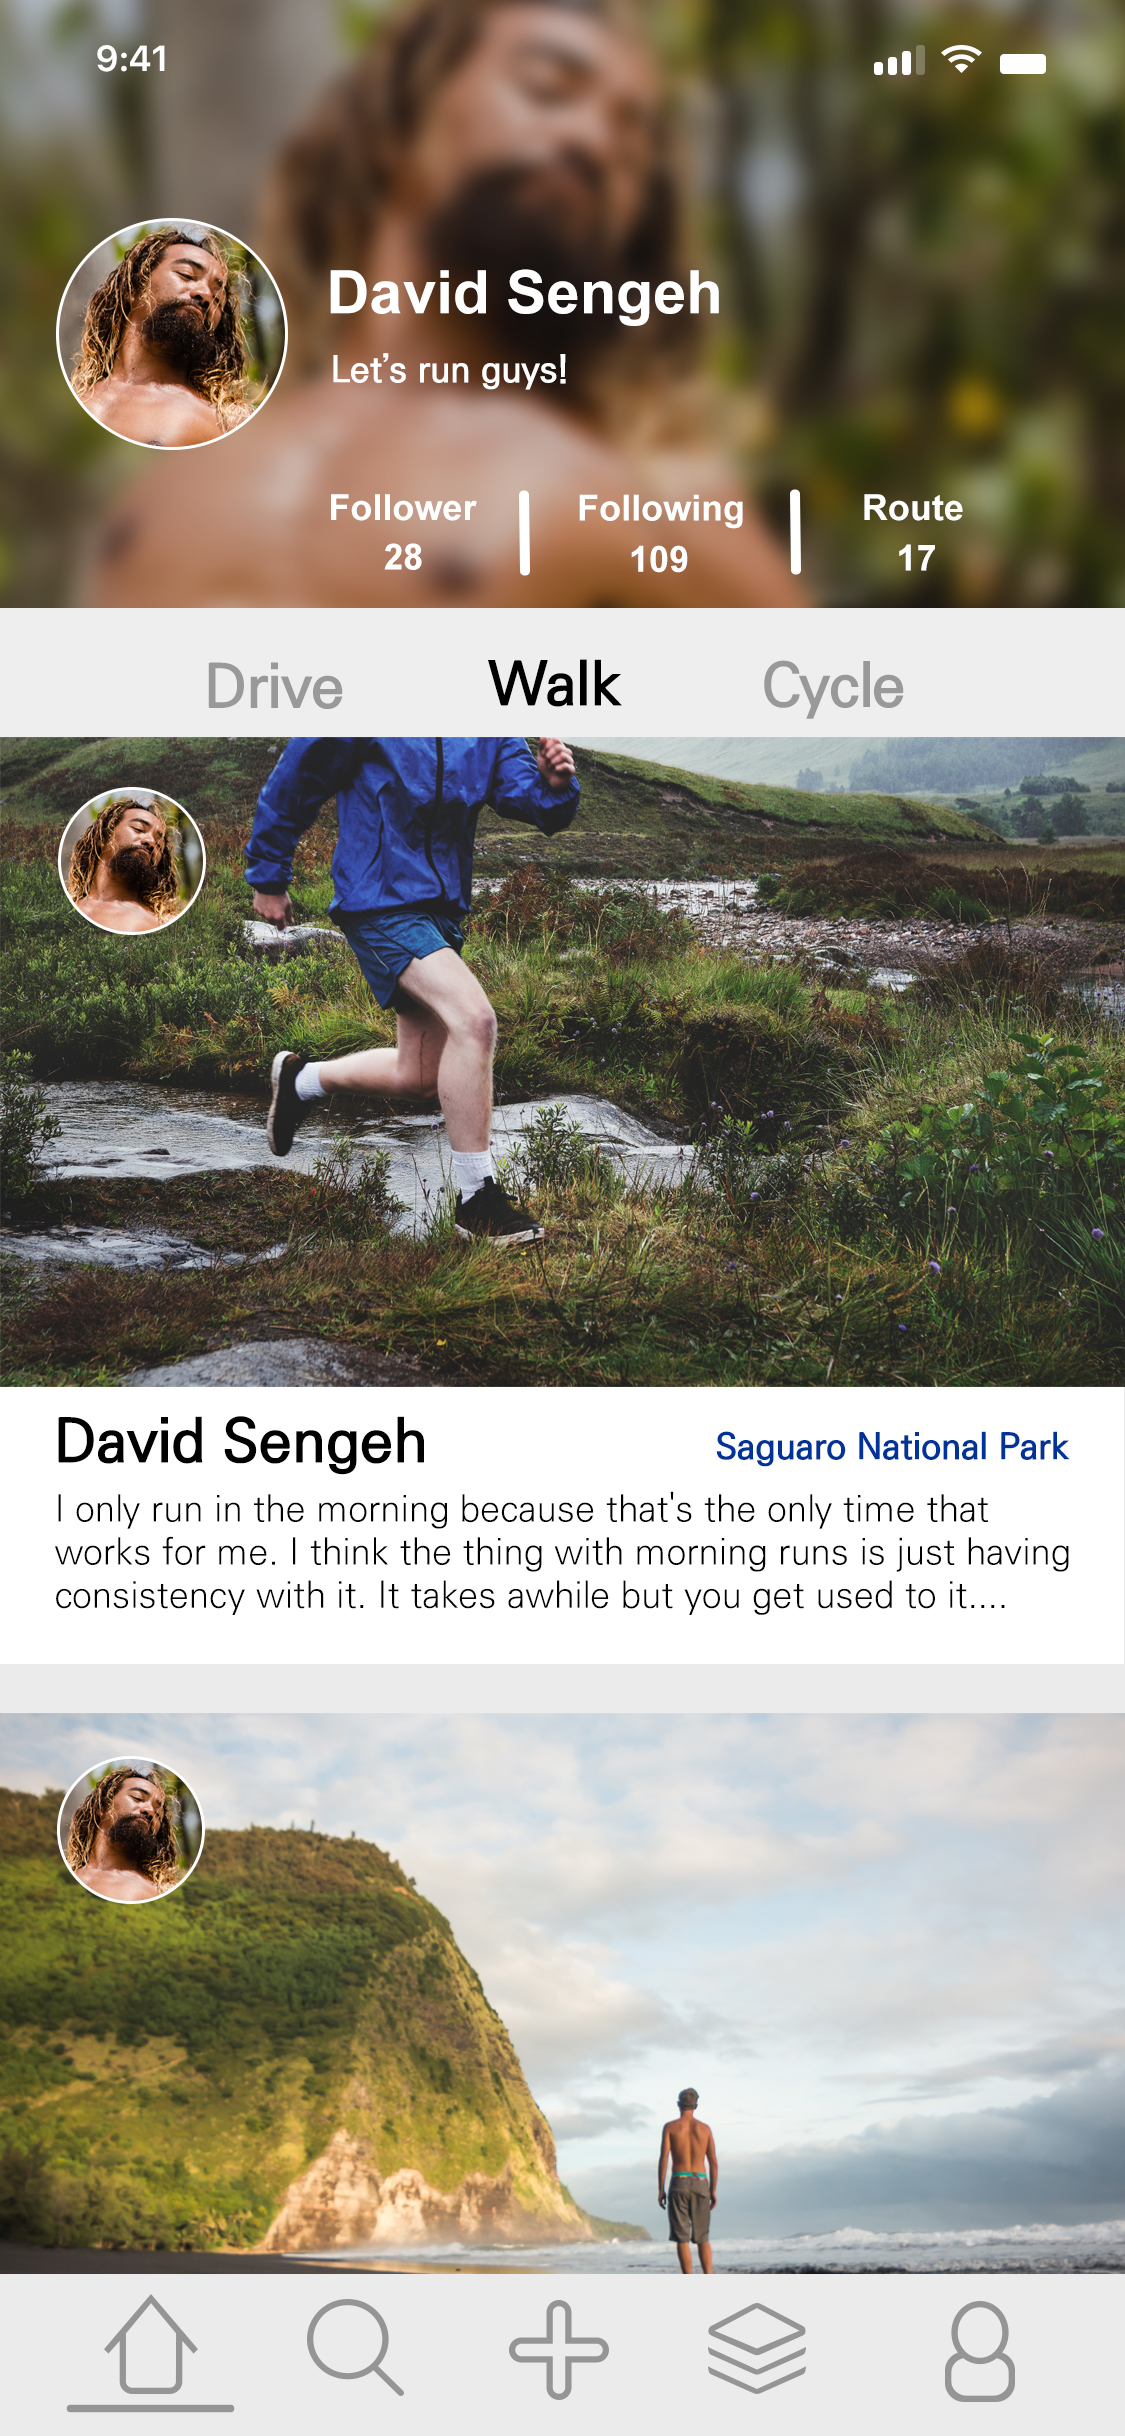 9:41
David Sengeh
Let's run guys!
Follower Following Route
28 109 17
Drive Walk Cycle
David Sengeh
Saguaro National Park
I only run in the morning because that's the only time that
works for me. I think the thing with morning runs is just having
consistency with it. It takes awhile but you get used to it....